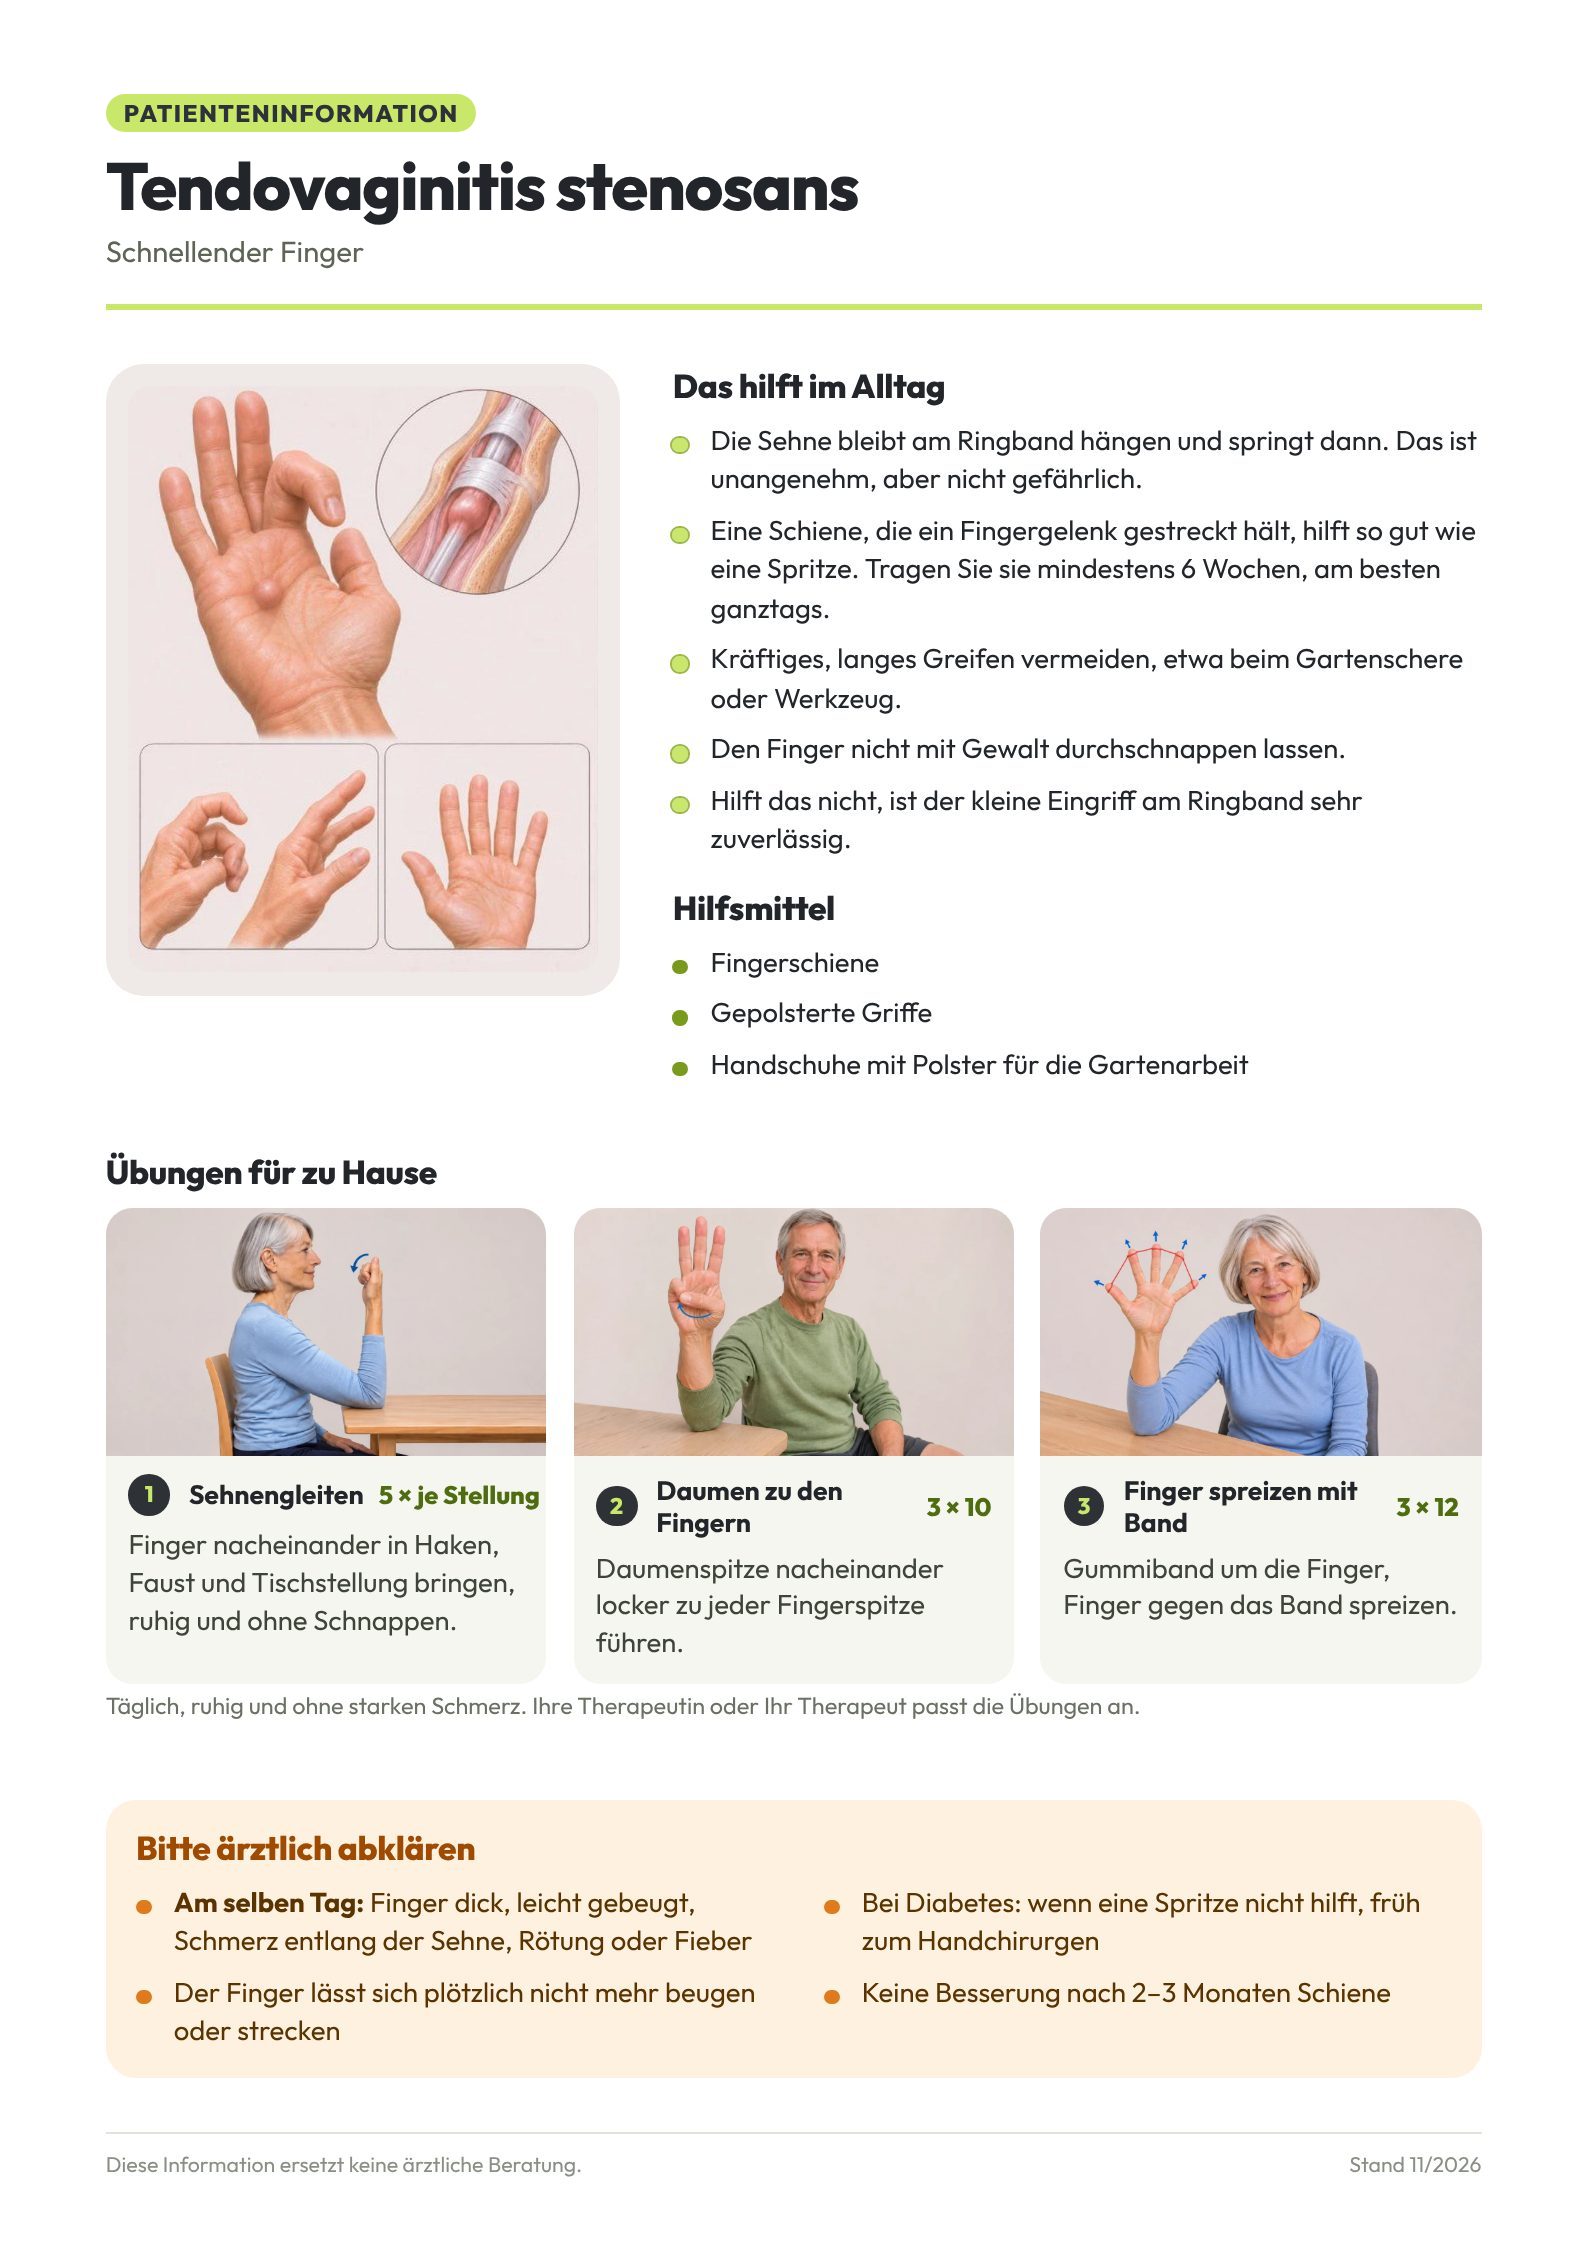 PATIENTENINFORMATION
Tendovaginitis stenosans
Schnellender Finger
Das hilft im Alltag
Die Sehne bleibt am Ringband hängen und springt dann. Das ist
unangenehm, aber nicht gefährlich.
Eine Schiene, die ein Fingergelenk gestreckt hält, hilft so gut wie
eine Spritze. Tragen Sie sie mindestens 6 Wochen, am besten
ganztags.
Kräftiges, langes Greifen vermeiden, etwa beim Gartenschere
oder Werkzeug.
Den Finger nicht mit Gewalt durchschnappen lassen.
Hilft das nicht, ist der kleine Eingriff am Ringband sehr
zuverlässig.
Hilfsmittel
Fingerschiene
Gepolsterte Griffe
Handschuhe mit Polster für die Gartenarbeit
Übungen für zu Hause
1 Sehnengleiten 5 × je Stellung
Finger nacheinander in Haken,
Faust und Tischstellung bringen,
ruhig und ohne Schnappen.
2 Daumen zu den
Fingern 3 × 10
Daumenspitze nacheinander
locker zu jeder Fingerspitze
führen.
3 Finger spreizen mit
Band 3 × 12
Gummiband um die Finger,
Finger gegen das Band spreizen.
Täglich, ruhig und ohne starken Schmerz. Ihre Therapeutin oder Ihr Therapeut passt die Übungen an.
Bitte ärztlich abklären
Am selben Tag: Finger dick, leicht gebeugt,
Schmerz entlang der Sehne, Rötung oder Fieber
Der Finger lässt sich plötzlich nicht mehr beugen
oder strecken
Bei Diabetes: wenn eine Spritze nicht hilft, früh
zum Handchirurgen
Keine Besserung nach 2–3 Monaten Schiene
Diese Information ersetzt keine ärztliche Beratung.
Stand 11/2026